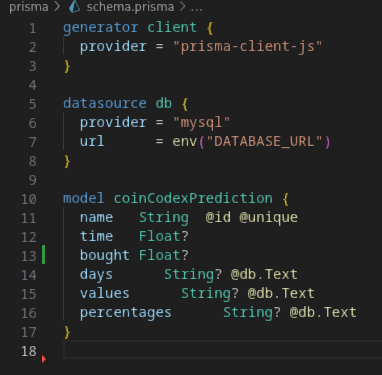 prisma > schema.prisma > ...
1 generator client {
2   provider = "prisma-client-js"
3 }
4
5 datasource db {
6   provider = "mysql"
7   url      = env("DATABASE_URL")
8 }
9
10 model coinCodexPrediction {
11   name   String  @id @unique
12   time   Float?
13   bought Float?
14   days      String? @db.Text
15   values      String? @db.Text
16   percentages      String? @db.Text
17 }
18